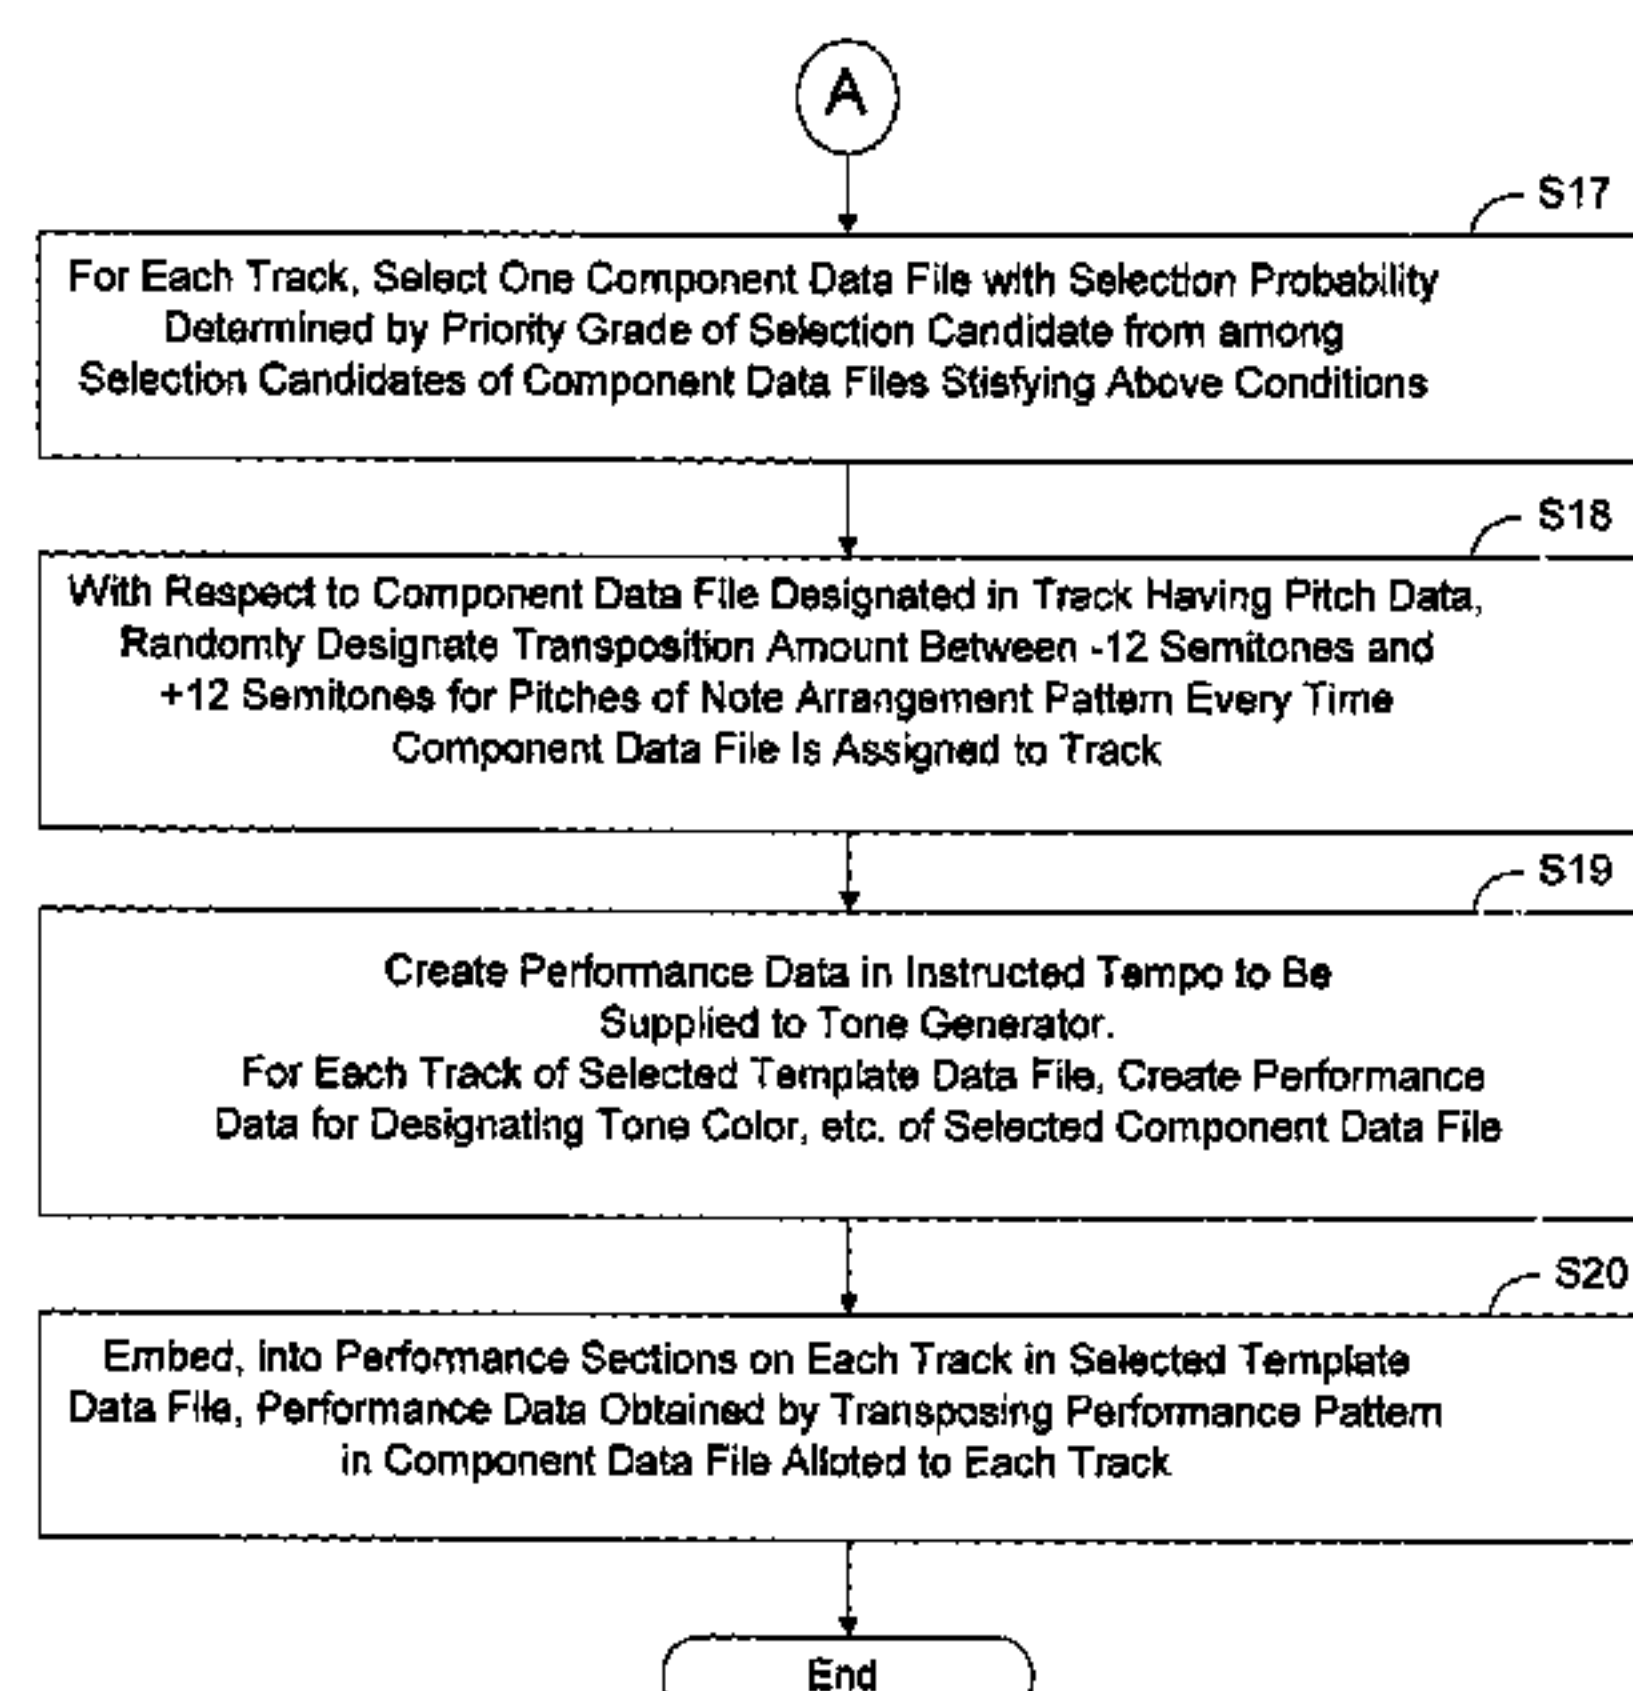 A
S17
For Each Track, Select One Component Data File with Selection Probability
Determined by Priority Grade of Selection Candidate from among
Selection Candidates of Component Data Files Stisfying Above Conditions
S18
With Respect to Component Data File Designated in Track Having Pitch Data,
Randomly Designate Transposition Amount Between -12 Semitones and
+12 Semitones for Pitches of Note Arrangement Pattern Every Time
Component Data File Is Assigned to Track
S19
Create Performance Data in Instructed Tempo to Be
Supplied to Tone Generator.
For Each Track of Selected Template Data File, Create Performance
Data for Designating Tone Color, etc. of Selected Component Data File
S20
Embed, into Performance Sections on Each Track in Selected Template
Data File, Performance Data Obtained by Transposing Performance Pattern
in Component Data File Alloted to Each Track
End